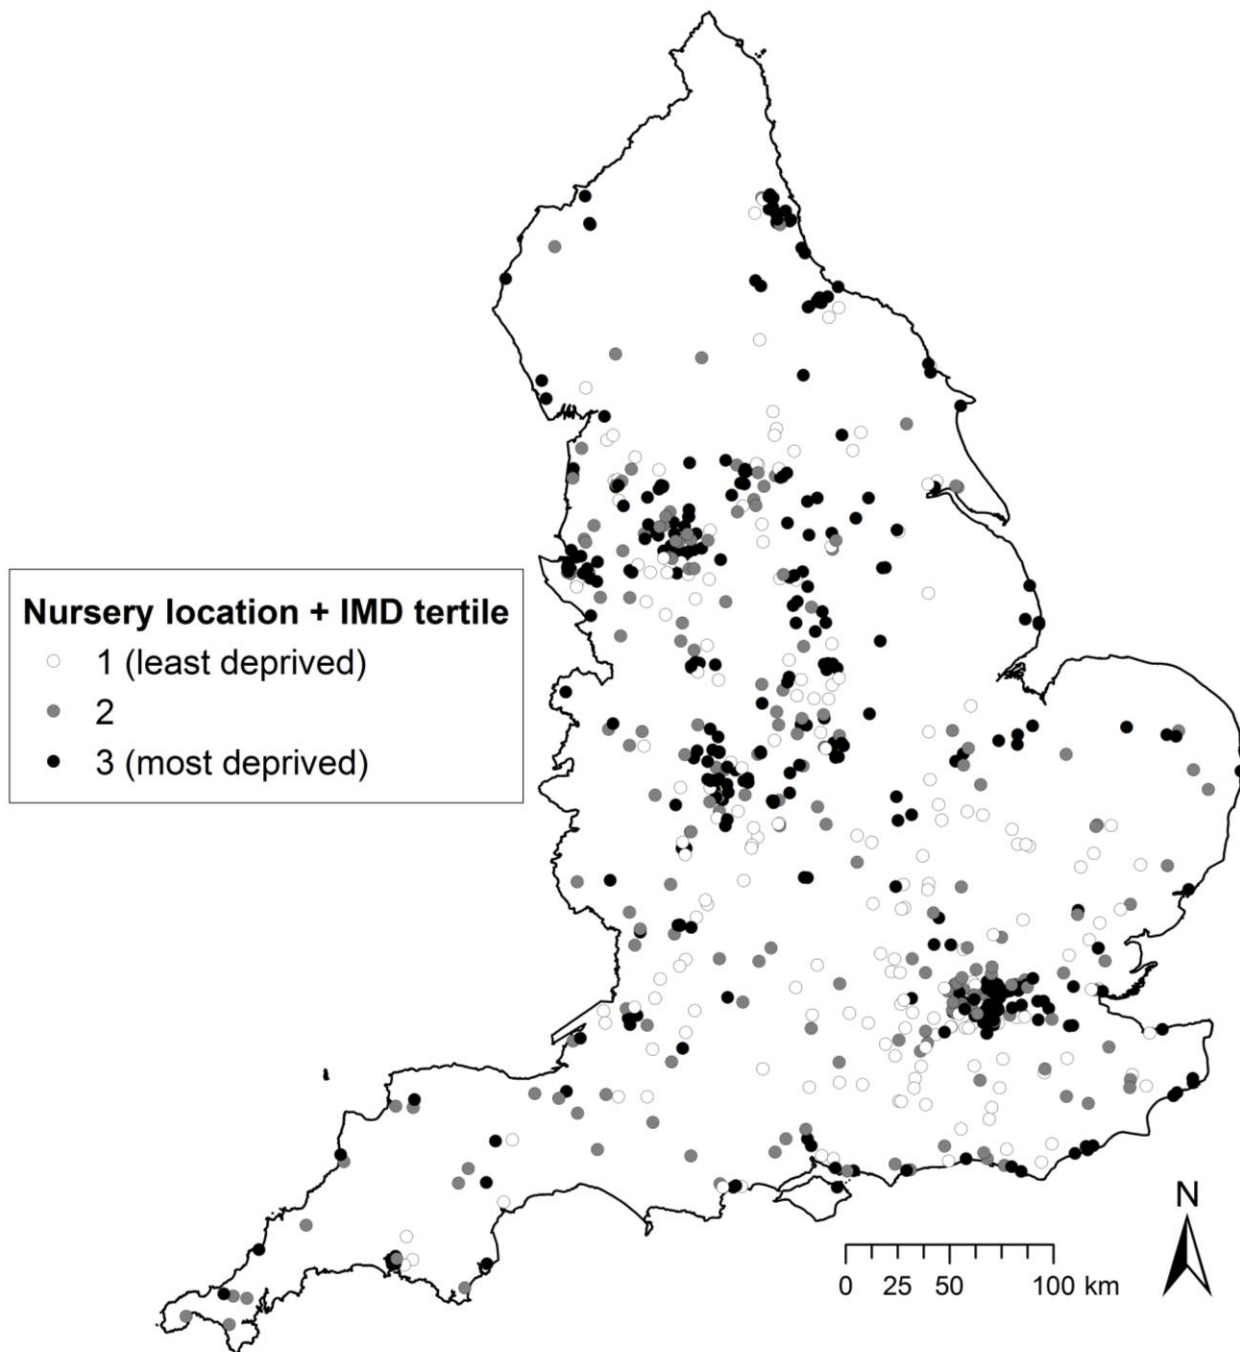 Nursery location + IMD tertile
1 (least deprived)
2
3 (most deprived)
N
0 25 50 100 km